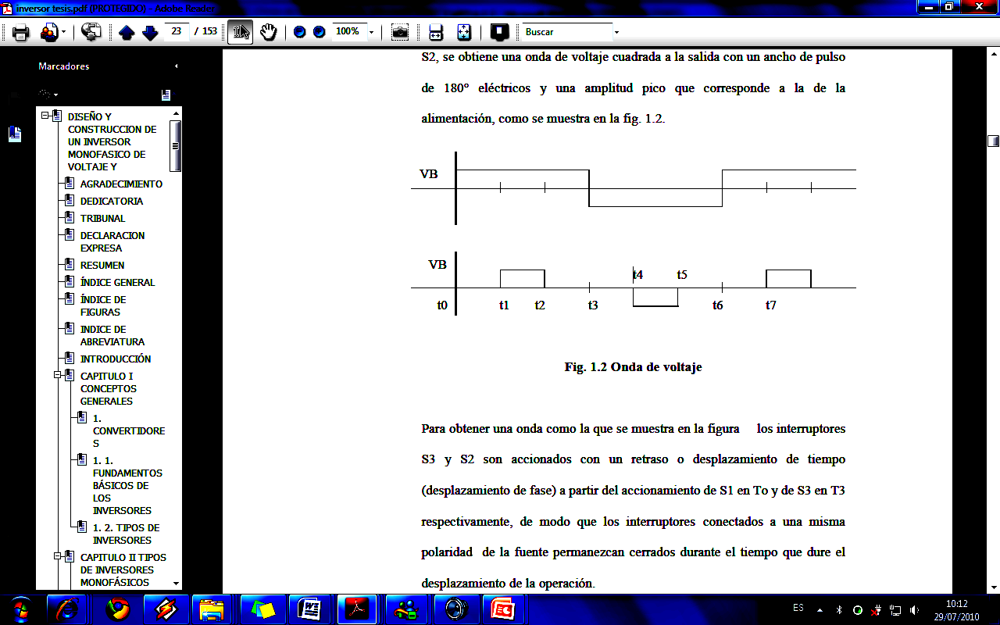 inversor tesis.pdf (PROTEGIDO) - Adobe Reader
23 / 153
100%
Buscar
Marcadores
DISEÑO Y
CONSTRUCCION DE
UN INVERSOR
MONOFASICO DE
VOLTAJE Y
AGRADECIMIENTO
DEDICATORIA
TRIBUNAL
DECLARACION
EXPRESA
RESUMEN
ÍNDICE GENERAL
ÍNDICE DE
FIGURAS
INDICE DE
ABREVIATURA
INTRODUCCIÓN
CAPITULO I
CONCEPTOS
GENERALES
1.
CONVERTIDORE
S
1. 1.
FUNDAMENTOS
BÁSICOS DE
LOS
INVERSORES
1. 2. TIPOS DE
INVERSORES
CAPITULO II TIPOS
DE INVERSORES
MONOFÁSICOS
S2, se obtiene una onda de voltaje cuadrada a la salida con un ancho de pulso
de 180° eléctricos y una amplitud pico que corresponde a la de la
alimentación, como se muestra en la fig. 1.2.
VB
VB
t4 t5
t0 t1 t2 t3 t6 t7
Fig. 1.2 Onda de voltaje
Para obtener una onda como la que se muestra en la figura los interruptores
S3 y S2 son accionados con un retraso o desplazamiento de tiempo
(desplazamiento de fase) a partir del accionamiento de S1 en To y de S3 en T3
respectivamente, de modo que los interruptores conectados a una misma
polaridad de la fuente permanezcan cerrados durante el tiempo que dure el
desplazamiento de la operación.
ES
10:12
29/07/2010